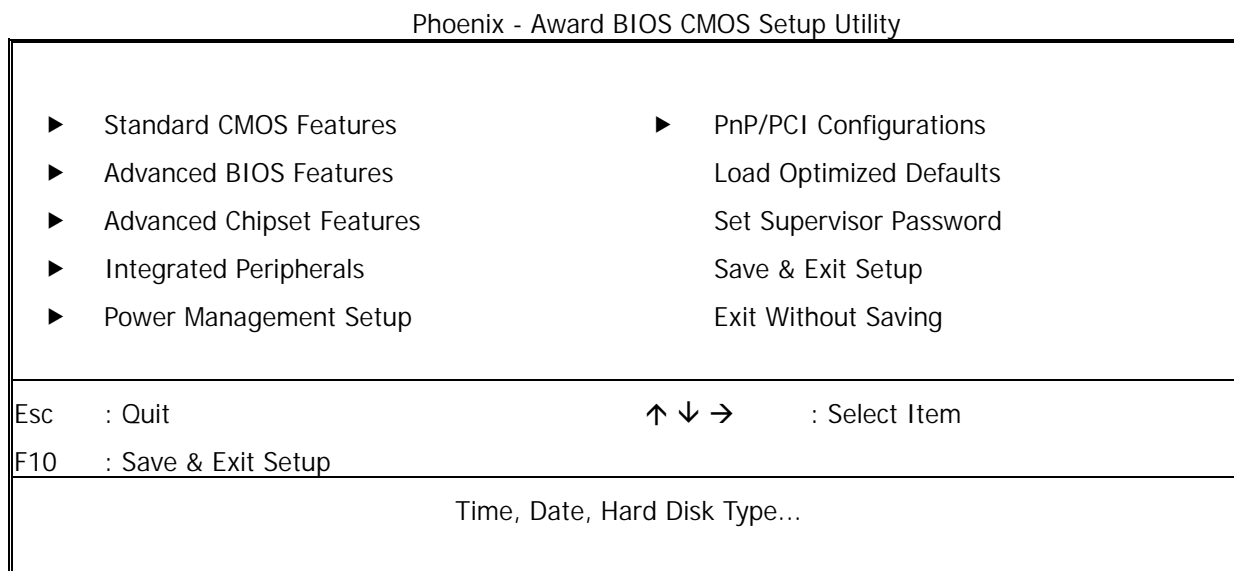 Phoenix - Award BIOS CMOS Setup Utility
► Standard CMOS Features ► PnP/PCI Configurations
► Advanced BIOS Features Load Optimized Defaults
► Advanced Chipset Features Set Supervisor Password
► Integrated Peripherals Save & Exit Setup
► Power Management Setup Exit Without Saving
Esc : Quit ↑ ↓ → : Select Item
F10 : Save & Exit Setup
Time, Date, Hard Disk Type...